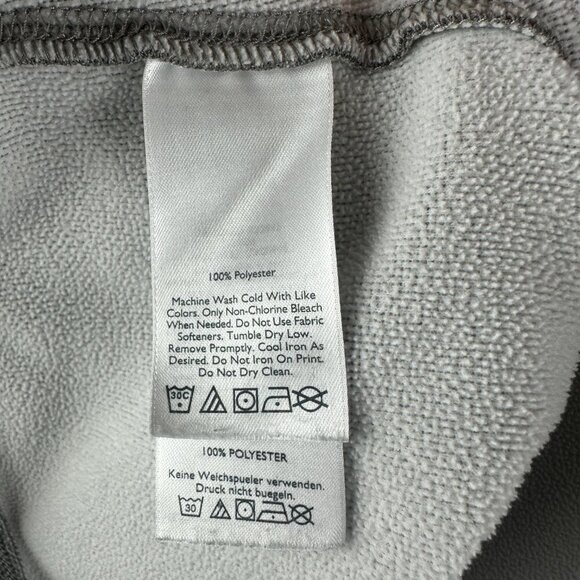 100% Polyester
Machine Wash Cold With Like
Colors. Only Non-Chlorine Bleach
When Needed. Do Not Use Fabric
Softeners. Tumble Dry Low.
Remove Promptly. Cool Iron As
Desired. Do Not Iron On Print.
Do Not Dry Clean.
30C
100% POLYESTER
Keine Weichspueler verwenden.
Druck nicht buegeln.
30